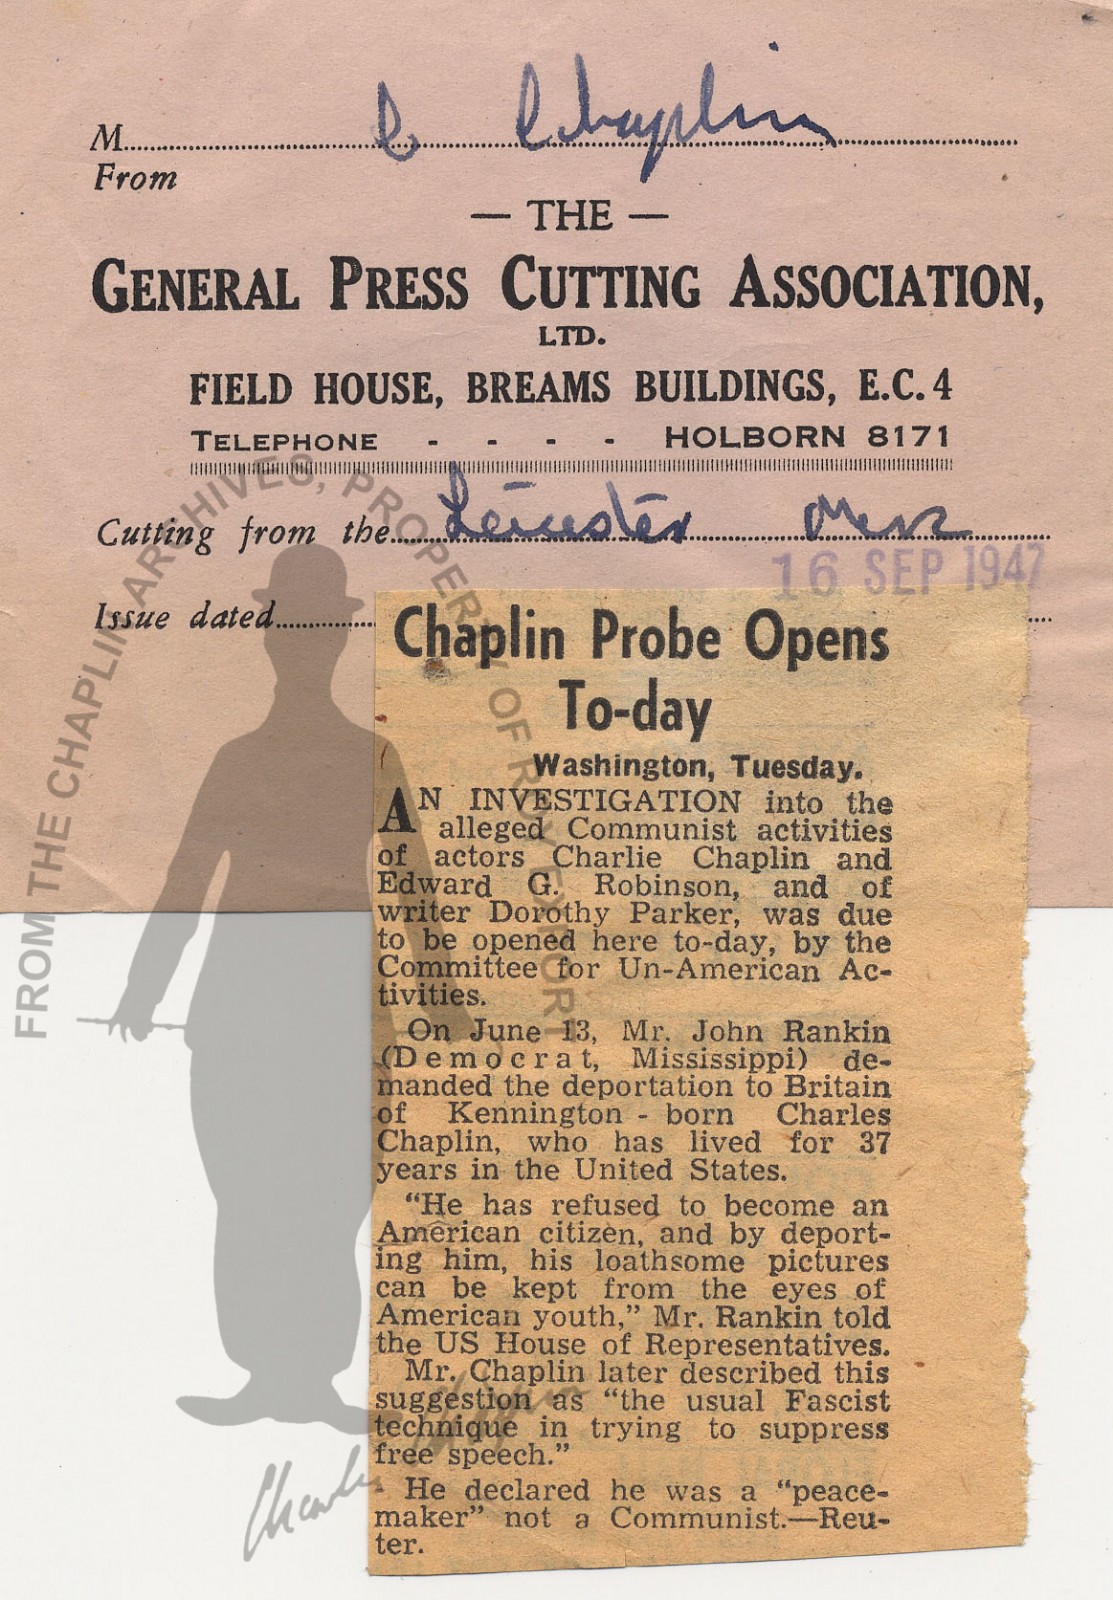 M. C Chaplin
From
— THE —
GENERAL PRESS CUTTING ASSOCIATION,
LTD.
FIELD HOUSE, BREAMS BUILDINGS, E.C. 4
TELEPHONE - - - - HOLBORN 8171
Cutting from the Leicester Merc
16 SEP 1947
Issue dated
Chaplin Probe Opens
To-day
Washington, Tuesday.
AN INVESTIGATION into the
alleged Communist activities
of actors Charlie Chaplin and
Edward G. Robinson, and of
writer Dorothy Parker, was due
to be opened here to-day, by the
Committee for Un-American Ac-
tivities.
On June 13, Mr. John Rankin
(Democrat, Mississippi) de-
manded the deportation to Britain
of Kennington - born Charles
Chaplin, who has lived for 37
years in the United States.
"He has refused to become an
American citizen, and by deport-
ing him, his loathsome pictures
can be kept from the eyes of
American youth," Mr. Rankin told
the US House of Representatives.
Mr. Chaplin later described this
suggestion as "the usual Fascist
technique in trying to suppress
free speech."
He declared he was a "peace-
maker" not a Communist.—Reu-
ter.
FROM THE CHAPLIN ARCHIVES, PROPERTY OF ROY EXPORT
Charlie Chaplin